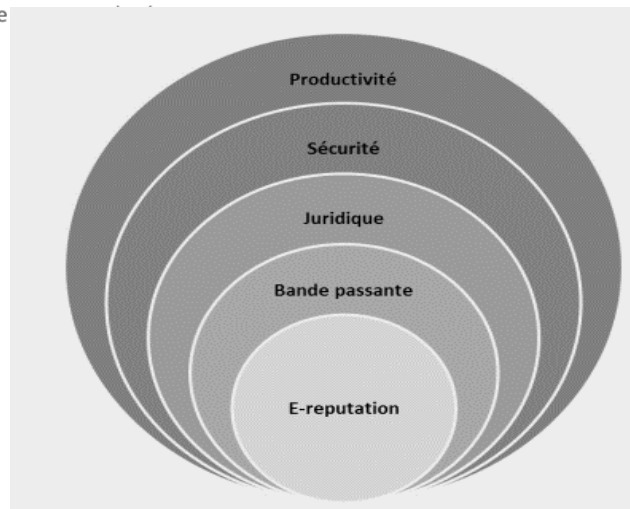 e
Productivité
Sécurité
Juridique
Bande passante
E-reputation